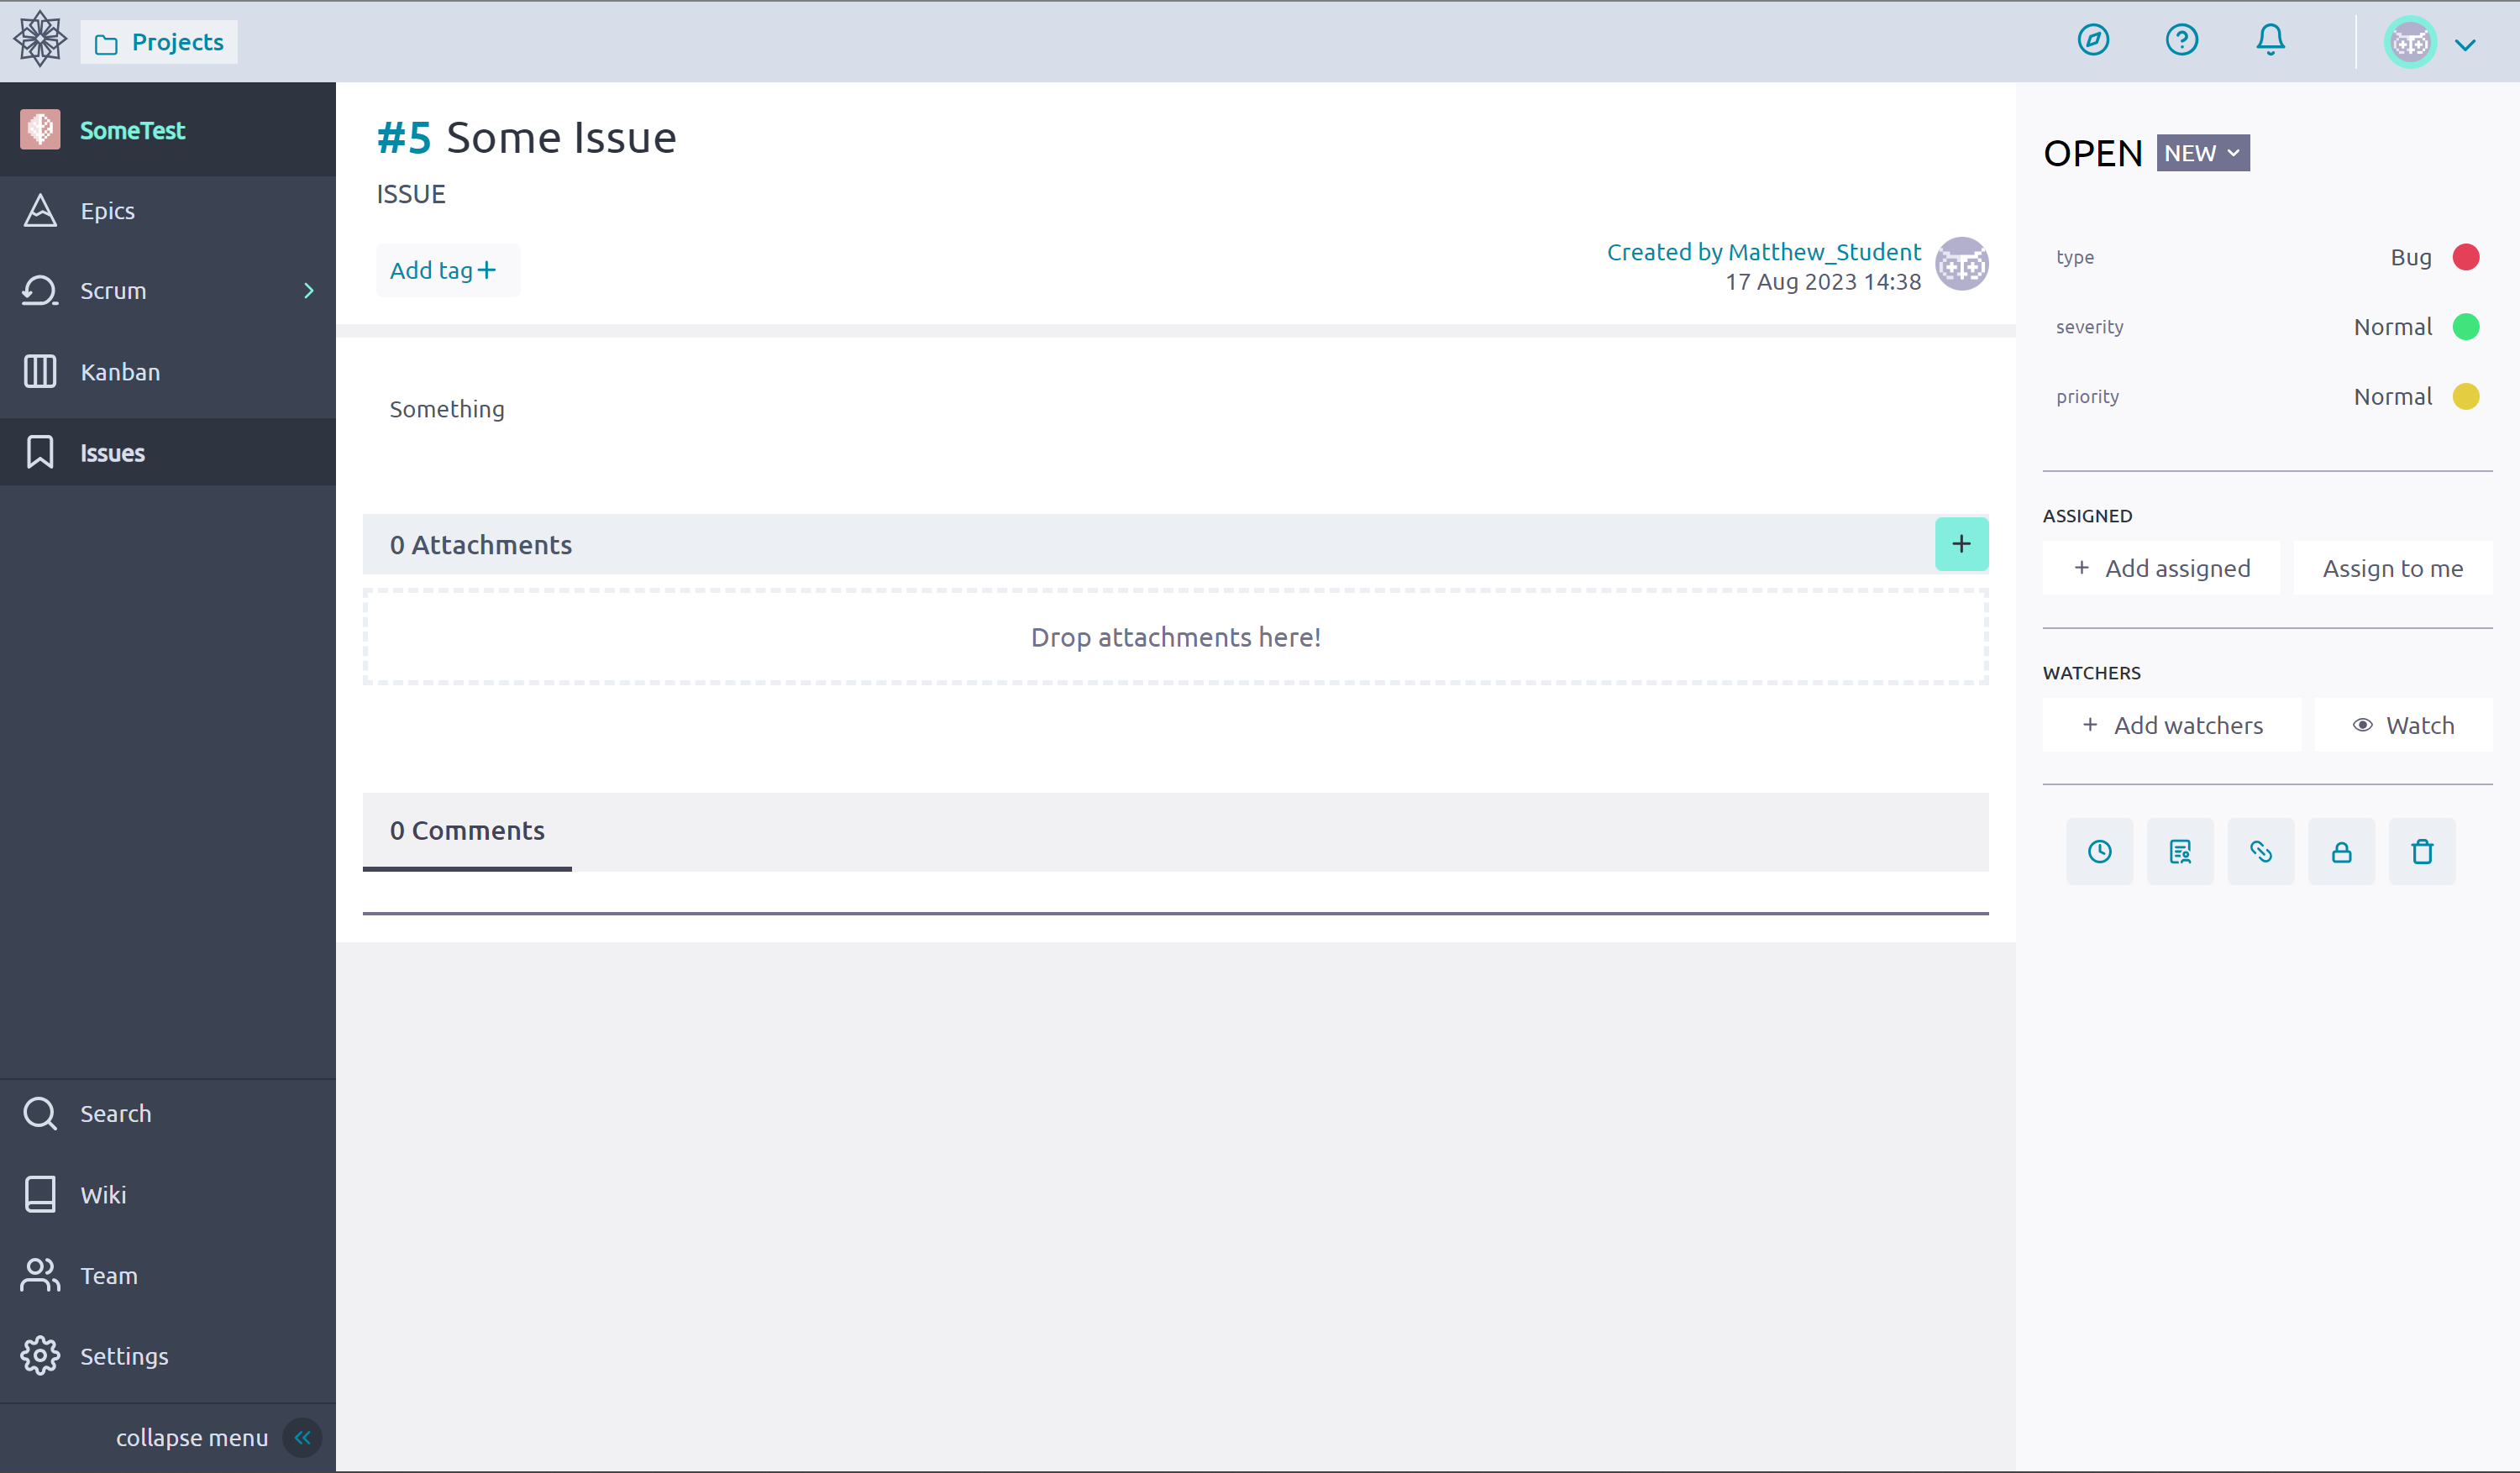 Projects
SomeTest
Epics
Scrum
Kanban
Issues
Search
Wiki
Team
Settings
collapse menu
#5 Some Issue
ISSUE
Add tag
Created by Matthew_Student
17 Aug 2023 14:38
Something
0 Attachments
Drop attachments here!
0 Comments
OPEN NEW
type Bug
severity Normal
priority Normal
ASSIGNED
Add assigned Assign to me
WATCHERS
Add watchers Watch